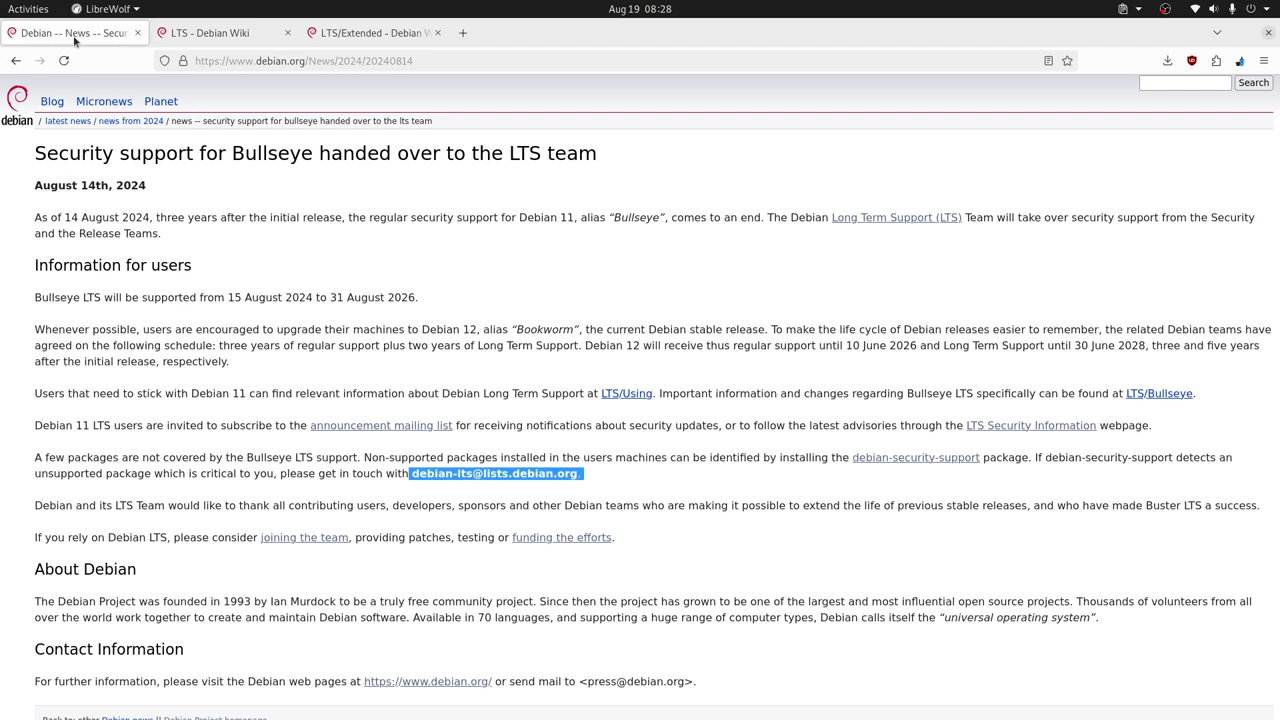 Activities LibreWolf Aug 19 08:28
Debian -- News -- Secur LTS - Debian Wiki LTS/Extended - Debian W
https://www.debian.org/News/2024/20240814
Search
debian
Blog Micronews Planet
/ latest news / news from 2024 / news -- security support for bullseye handed over to the lts team
Security support for Bullseye handed over to the LTS team
August 14th, 2024
As of 14 August 2024, three years after the initial release, the regular security support for Debian 11, alias “Bullseye”, comes to an end. The Debian Long Term Support (LTS) Team will take over security support from the Security
and the Release Teams.
Information for users
Bullseye LTS will be supported from 15 August 2024 to 31 August 2026.
Whenever possible, users are encouraged to upgrade their machines to Debian 12, alias “Bookworm”, the current Debian stable release. To make the life cycle of Debian releases easier to remember, the related Debian teams have
agreed on the following schedule: three years of regular support plus two years of Long Term Support. Debian 12 will receive thus regular support until 10 June 2026 and Long Term Support until 30 June 2028, three and five years
after the initial release, respectively.
Users that need to stick with Debian 11 can find relevant information about Debian Long Term Support at LTS/Using. Important information and changes regarding Bullseye LTS specifically can be found at LTS/Bullseye.
Debian 11 LTS users are invited to subscribe to the announcement mailing list for receiving notifications about security updates, or to follow the latest advisories through the LTS Security Information webpage.
A few packages are not covered by the Bullseye LTS support. Non-supported packages installed in the users machines can be identified by installing the debian-security-support package. If debian-security-support detects an
unsupported package which is critical to you, please get in touch with debian-lts@lists.debian.org.
Debian and its LTS Team would like to thank all contributing users, developers, sponsors and other Debian teams who are making it possible to extend the life of previous stable releases, and who have made Buster LTS a success.
If you rely on Debian LTS, please consider joining the team, providing patches, testing or funding the efforts.
About Debian
The Debian Project was founded in 1993 by Ian Murdock to be a truly free community project. Since then the project has grown to be one of the largest and most influential open source projects. Thousands of volunteers from all
over the world work together to create and maintain Debian software. Available in 70 languages, and supporting a huge range of computer types, Debian calls itself the “universal operating system”.
Contact Information
For further information, please visit the Debian web pages at https://www.debian.org/ or send mail to <press@debian.org>.
Back to: other Debian news || Debian Project homepage.